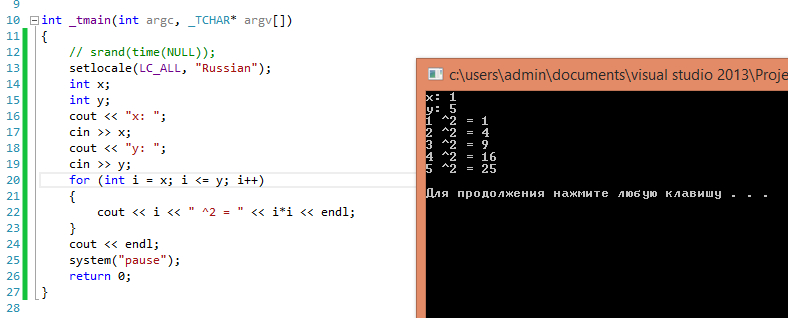 9
10 int _tmain(int argc, _TCHAR* argv[])
11 {
12 // srand(time(NULL));
13 setlocale(LC_ALL, "Russian");
14 int x;
15 int y;
16 cout << "x: ";
17 cin >> x;
18 cout << "y: ";
19 cin >> y;
20 for (int i = x; i <= y; i++)
21 {
22 cout << i << " ^2 = " << i*i << endl;
23 }
24 cout << endl;
25 system("pause");
26 return 0;
27 }
28
c:\users\admin\documents\visual studio 2013\Proje
x: 1
y: 5
1 ^2 = 1
2 ^2 = 4
3 ^2 = 9
4 ^2 = 16
5 ^2 = 25
Для продолжения нажмите любую клавишу . . .